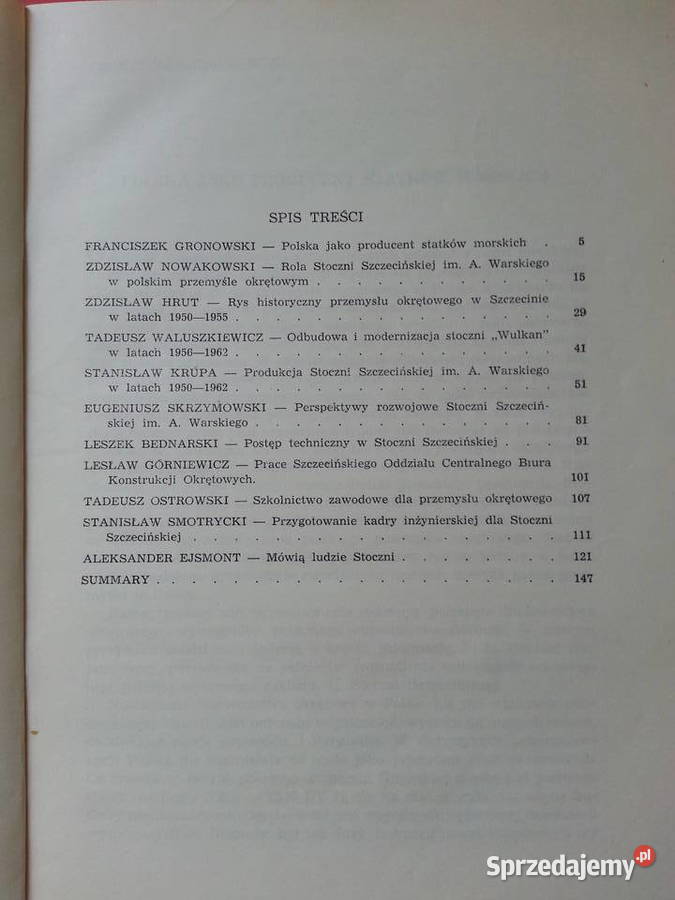 SPIS TREŚCI
FRANCISZEK GRONOWSKI — Polska jako producent statków morskich . 5
ZDZISŁAW NOWAKOWSKI — Rola Stoczni Szczecińskiej im. A. Warskiego
w polskim przemyśle okrętowym . . . . . . . . . . . 15
ZDZISŁAW HRUT — Rys historyczny przemysłu okrętowego w Szczecinie
w latach 1950—1955 . . . . . . . . . . . . . . . 29
TADEUSZ WALUSZKIEWICZ — Odbudowa i modernizacja stoczni „Wulkan”
w latach 1956—1962 . . . . . . . . . . . . . . . 41
STANISŁAW KRUPA — Produkcja Stoczni Szczecińskiej im. A. Warskiego
w latach 1950—1962 . . . . . . . . . . . . . . . 51
EUGENIUSZ SKRZYMOWSKI — Perspektywy rozwojowe Stoczni Szczeciń-
skiej im. A. Warskiego . . . . . . . . . . . . . . 81
LESZEK BEDNARSKI — Postęp techniczny w Stoczni Szczecińskiej . . . 91
LESŁAW GÓRNIEWICZ — Prace Szczecińskiego Oddziału Centralnego Biura
Konstrukcji Okrętowych. 101
TADEUSZ OSTROWSKI — Szkolnictwo zawodowe dla przemysłu okrętowego 107
STANISŁAW SMOTRYCKI — Przygotowanie kadry inżynierskiej dla Stoczni
Szczecińskiej . . . . . . . . . . . . . . . . . 111
ALEKSANDER EJSMONT — Mówią ludzie Stoczni . . . . . . . . 121
SUMMARY . . . . . . . . . . . . . . . . . . . 147
Sprzedajemy.pl